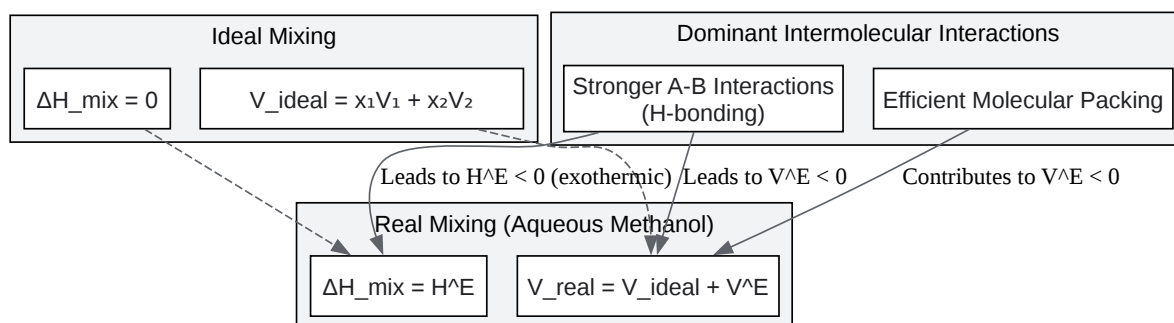 Ideal Mixing
ΔH_mix = 0
V_ideal = x₁V₁ + x₂V₂
Dominant Intermolecular Interactions
Stronger A-B Interactions
(H-bonding)
Efficient Molecular Packing
Leads to H^E < 0 (exothermic)
Leads to V^E < 0
Contributes to V^E < 0
Real Mixing (Aqueous Methanol)
ΔH_mix = H^E
V_real = V_ideal + V^E